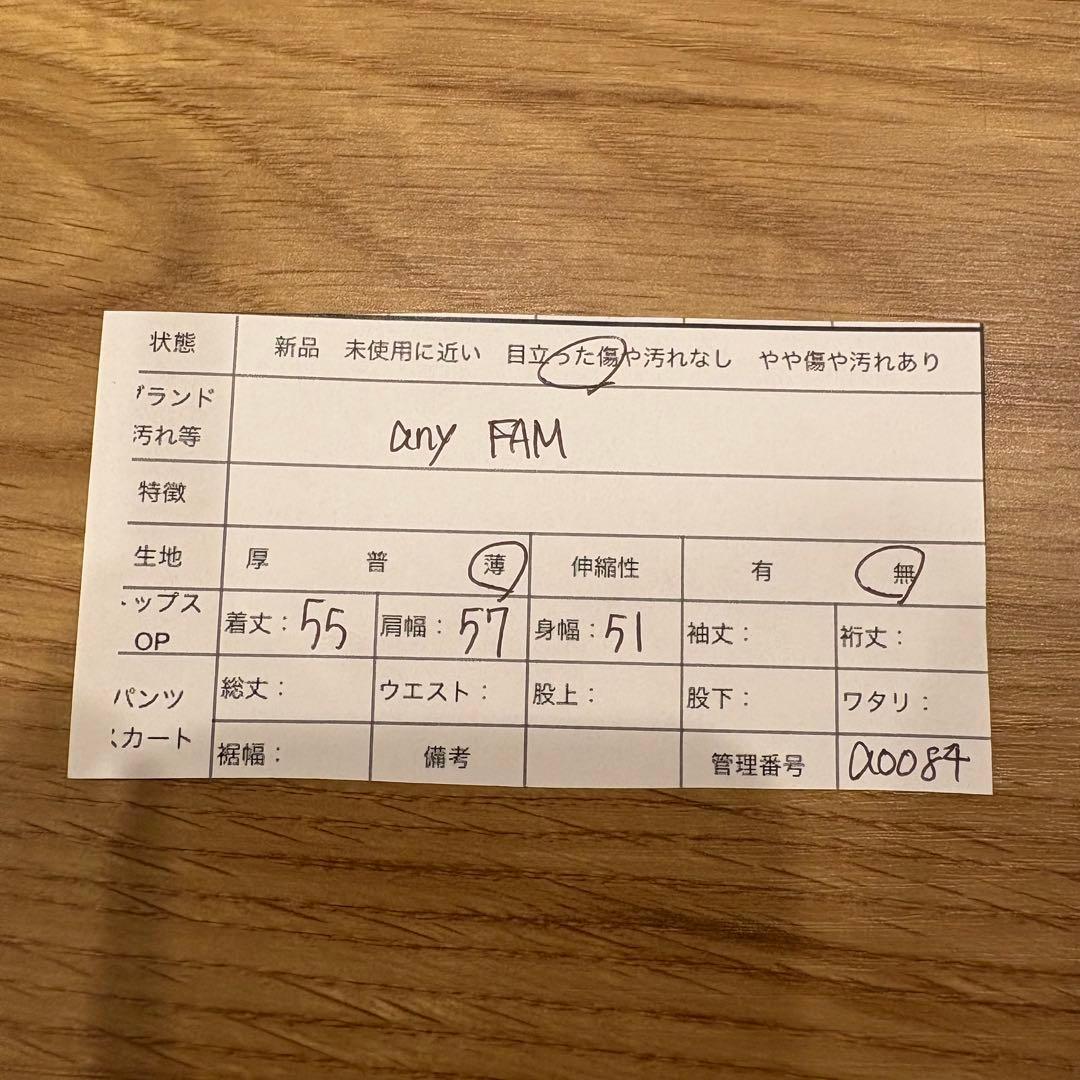 状態 新品 未使用に近い 目立った傷や汚れなし やや傷や汚れあり
ブランド
汚れ等 any FAM
特徴
生地 厚 普 薄 伸縮性 有 無
トップス
OP 着丈：55 肩幅：57 身幅：51 袖丈： 裄丈：
パンツ 総丈： ウエスト： 股上： 股下： ワタリ：
スカート 裾幅： 備考 管理番号 a0084